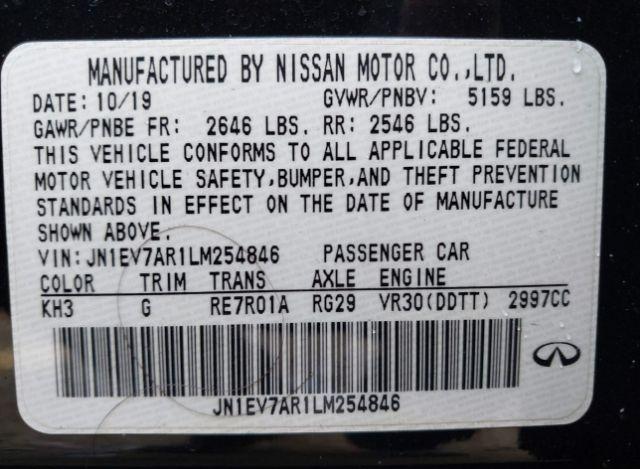 MANUFACTURED BY NISSAN MOTOR CO.,LTD.
DATE: 10/19 GVWR/PNBV: 5159 LBS.
GAWR/PNBE FR: 2646 LBS. RR: 2546 LBS.
THIS VEHICLE CONFORMS TO ALL APPLICABLE FEDERAL
MOTOR VEHICLE SAFETY,BUMPER,AND THEFT PREVENTION
STANDARDS IN EFFECT ON THE DATE OF MANUFACTURE
SHOWN ABOVE.
VIN: JN1EV7AR1LM254846 PASSENGER CAR
COLOR TRIM TRANS AXLE ENGINE
KH3 G RE7R01A RG29 VR30(DDTT) 2997CC
JN1EV7AR1LM254846